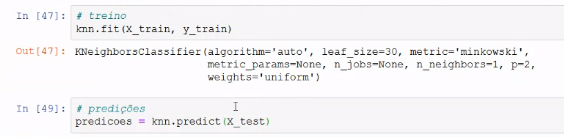 In [47]: # treino
knn.fit(X_train, y_train)
Out[47]: KNeighborsClassifier(algorithm='auto', leaf_size=30, metric='minkowski',
metric_params=None, n_jobs=None, n_neighbors=1, p=2,
weights='uniform')
In [49]: # predições
predicoes = knn.predict(X_test)